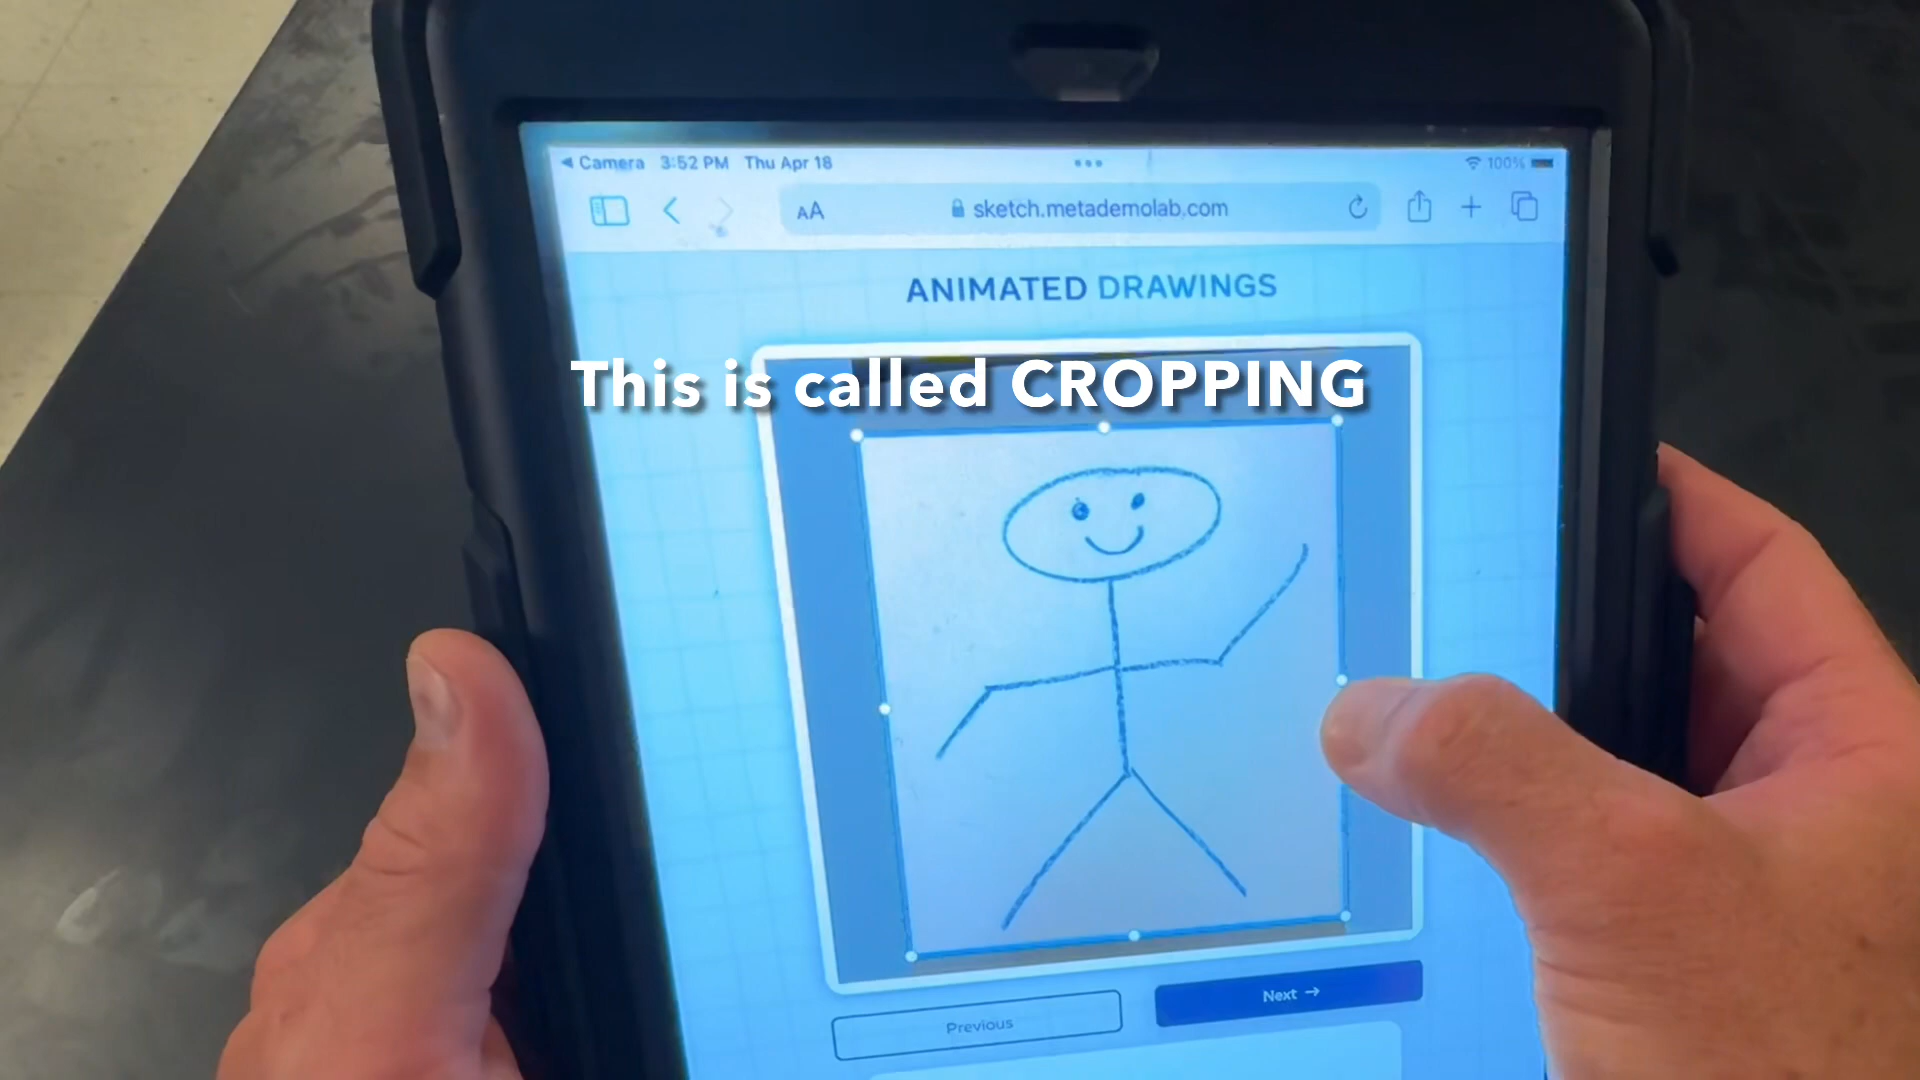 Camera 3:52 PM Thu Apr 18 100%
AA sketch.metademolab.com
ANIMATED DRAWINGS
This is called CROPPING
Next →
Previous